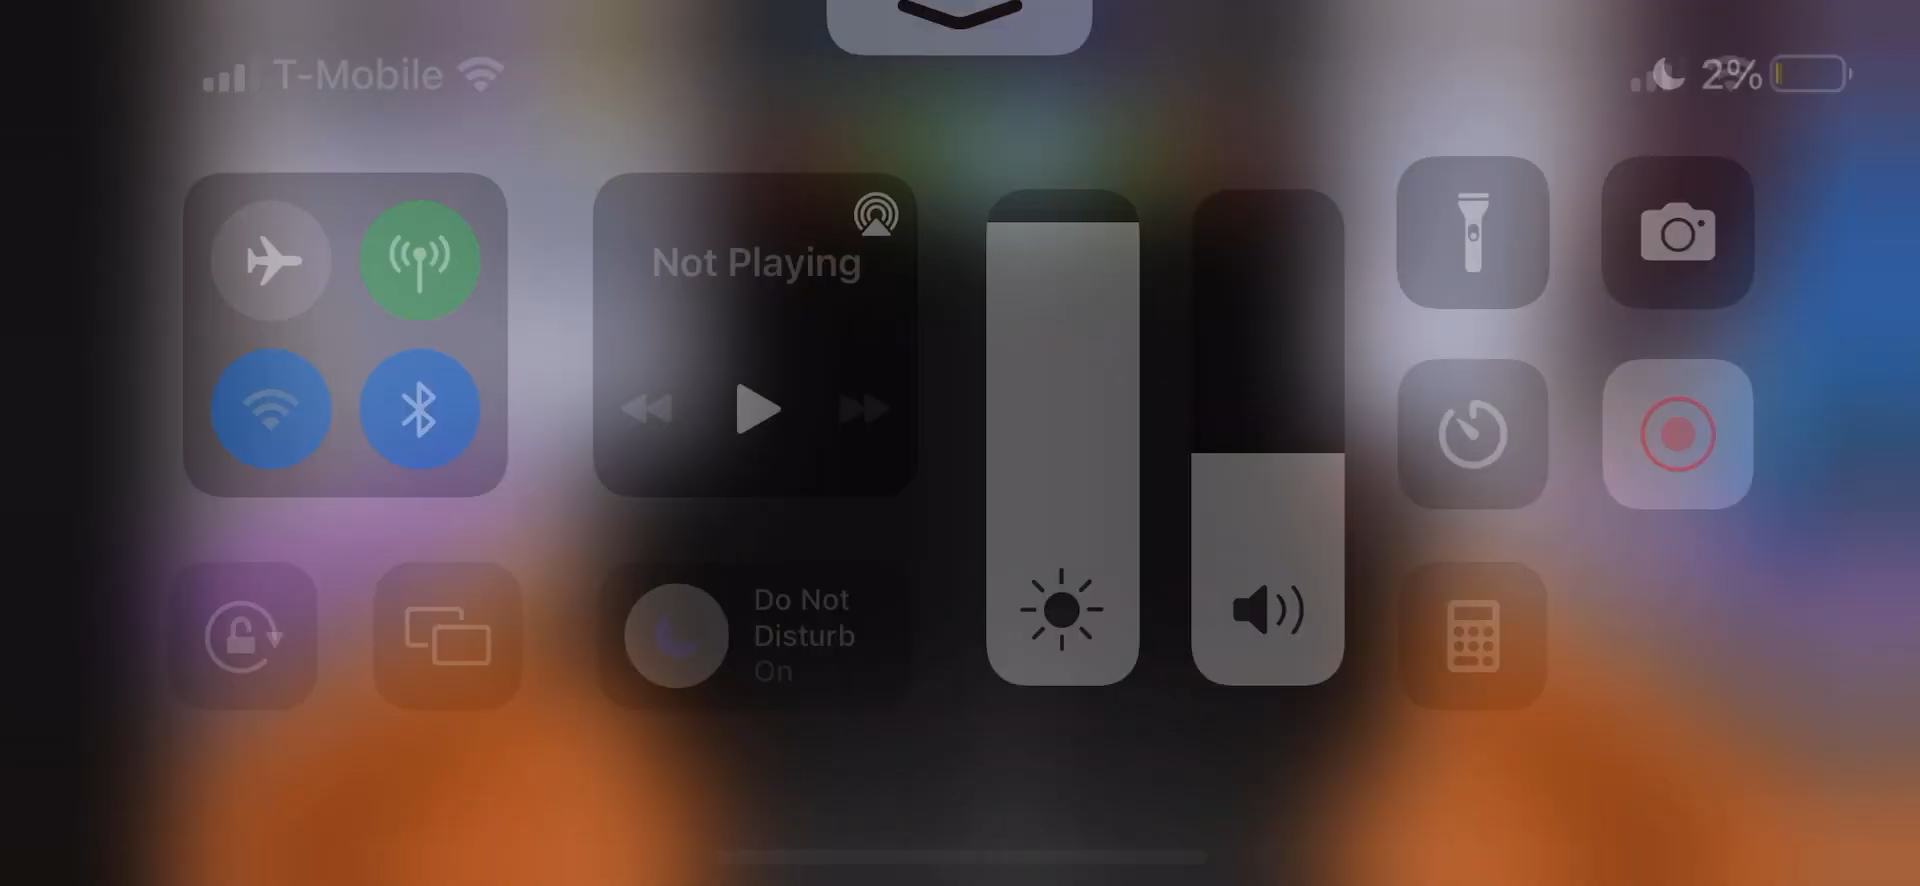 T-Mobile
2%
Not Playing
Do Not
Disturb
On